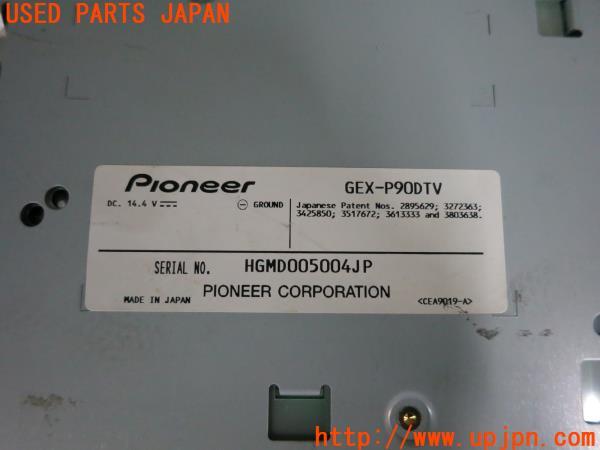 USED PARTS JAPAN
Pioneer
GEX-P90DTV
DC. 14.4 V
⊖ GROUND
Japanese Patent Nos. 2895629; 3272363;
3425850; 3517672; 3613333 and 3803638.
SERIAL NO. HGMD005004JP
MADE IN JAPAN
PIONEER CORPORATION
<CEA9019-A>
http://www.upjpn.com